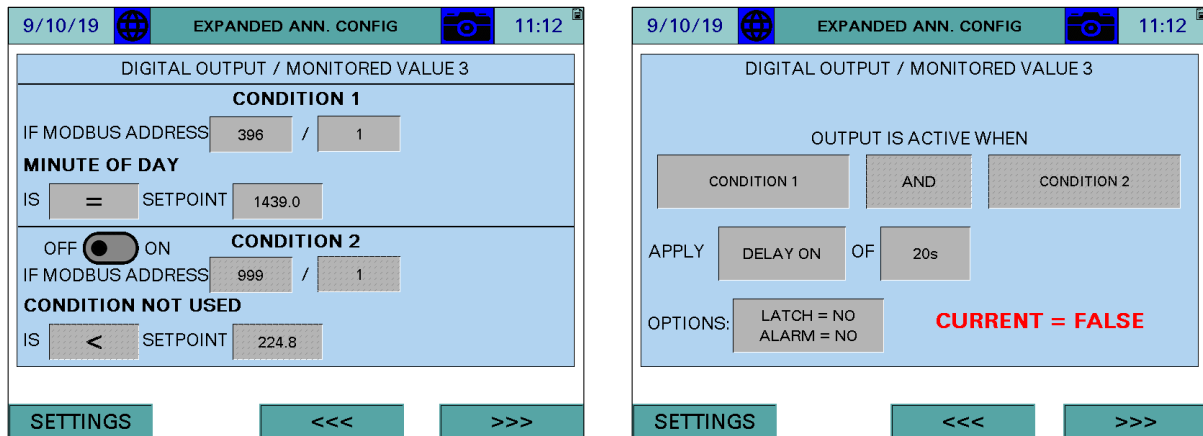 9/10/19 EXPANDED ANN. CONFIG 11:12
DIGITAL OUTPUT / MONITORED VALUE 3
CONDITION 1
IF MODBUS ADDRESS 396 / 1
MINUTE OF DAY
IS = SETPOINT 1439.0
OFF ON CONDITION 2
IF MODBUS ADDRESS 999 / 1
CONDITION NOT USED
IS < SETPOINT 224.8
SETTINGS <<< >>>
9/10/19 EXPANDED ANN. CONFIG 11:12
DIGITAL OUTPUT / MONITORED VALUE 3
OUTPUT IS ACTIVE WHEN
CONDITION 1 AND CONDITION 2
APPLY DELAY ON OF 20s
OPTIONS: LATCH = NO
ALARM = NO
CURRENT = FALSE
SETTINGS <<< >>>